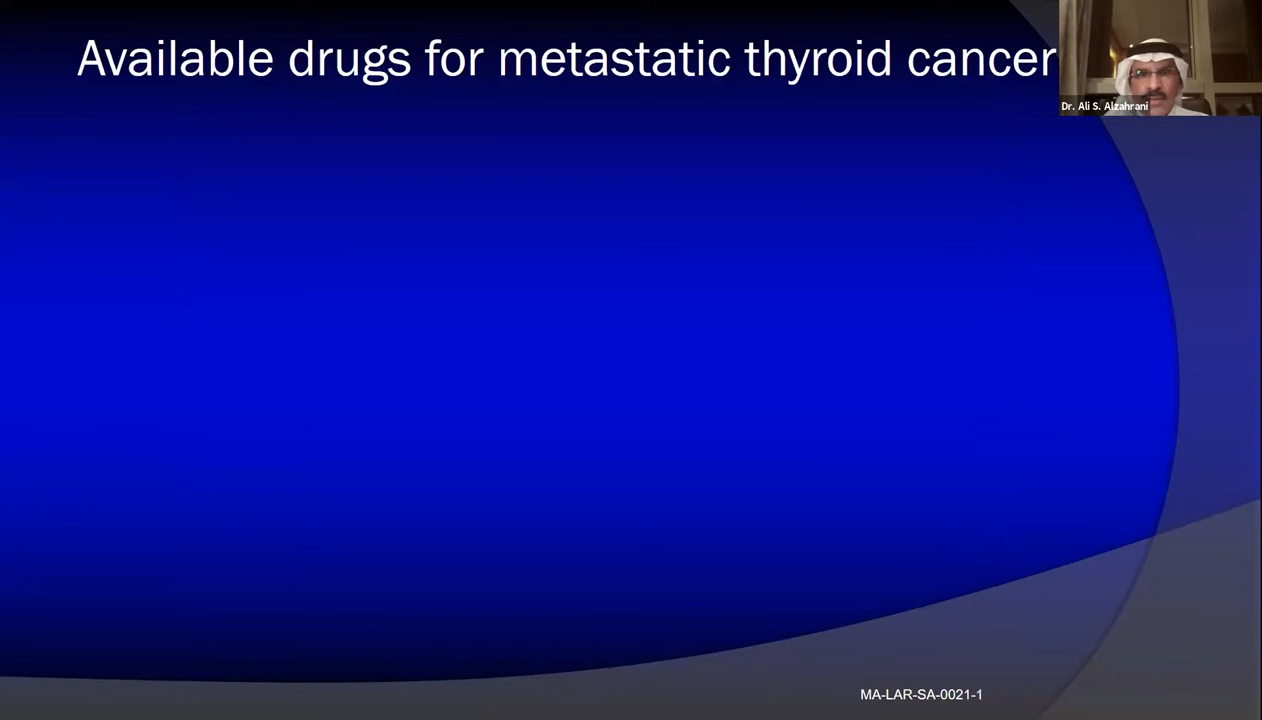 Available drugs for metastatic thyroid cancer
Dr. Ali S. Alzahrani
MA-LAR-SA-0021-1